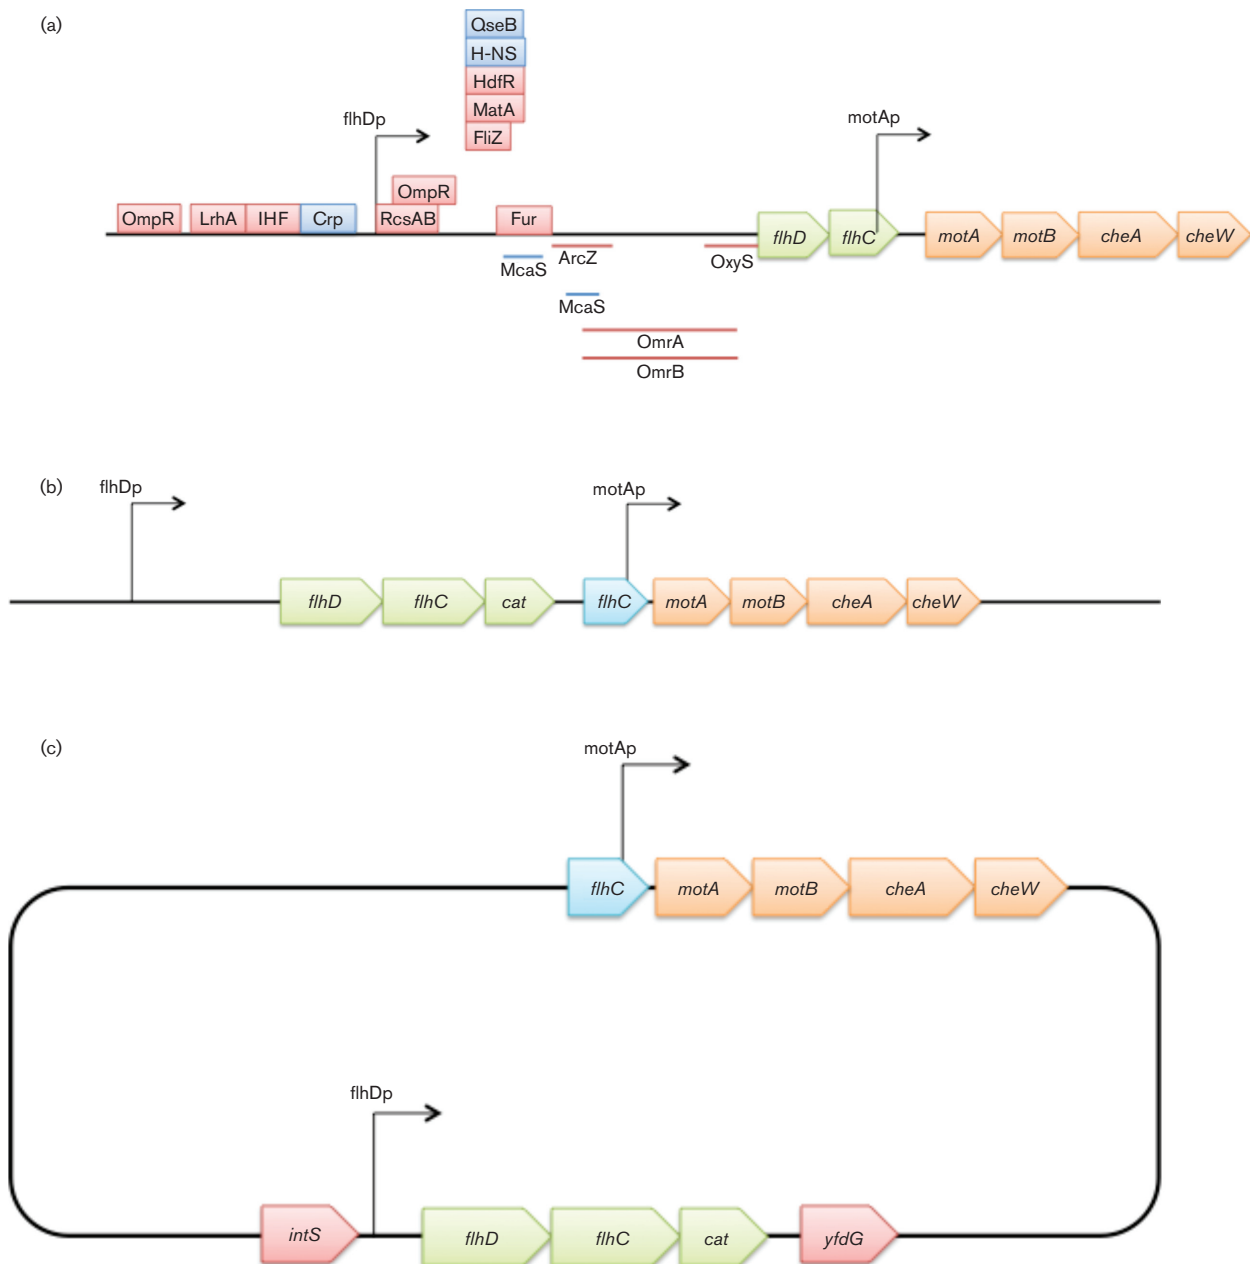 (a)
QseB
H-NS
HdfR
MatA
FliZ
flhDp
motAp
OmpR
OmpR LrhA IHF Crp RcsAB Fur
flhD flhC motA motB cheA cheW
McaS ArcZ OxyS
McaS
OmrA
OmrB
(b)
flhDp
motAp
flhD flhC cat flhC motA motB cheA cheW
(c)
motAp
flhC motA motB cheA cheW
flhDp
intS flhD flhC cat yfdG